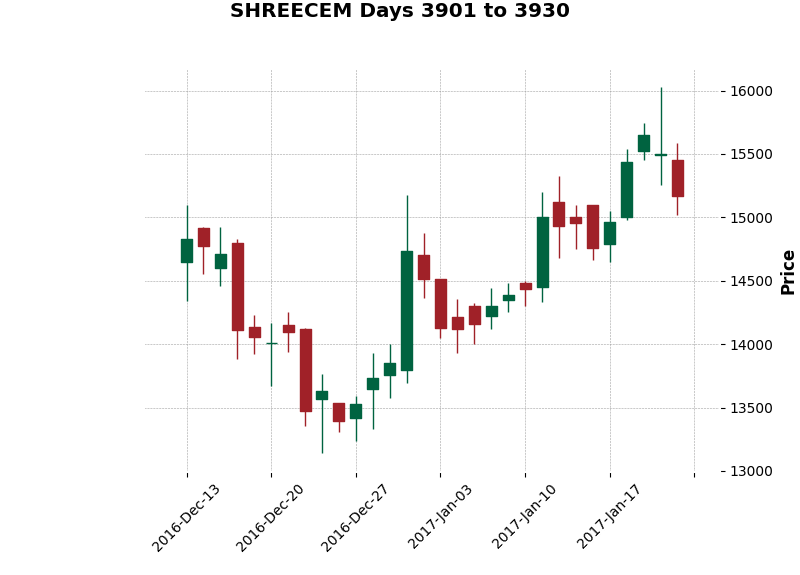 SHREECEM Days 3901 to 3930
16000
15500
15000
14500
14000
13500
13000
Price
2016-Dec-13
2016-Dec-20
2016-Dec-27
2017-Jan-03
2017-Jan-10
2017-Jan-17